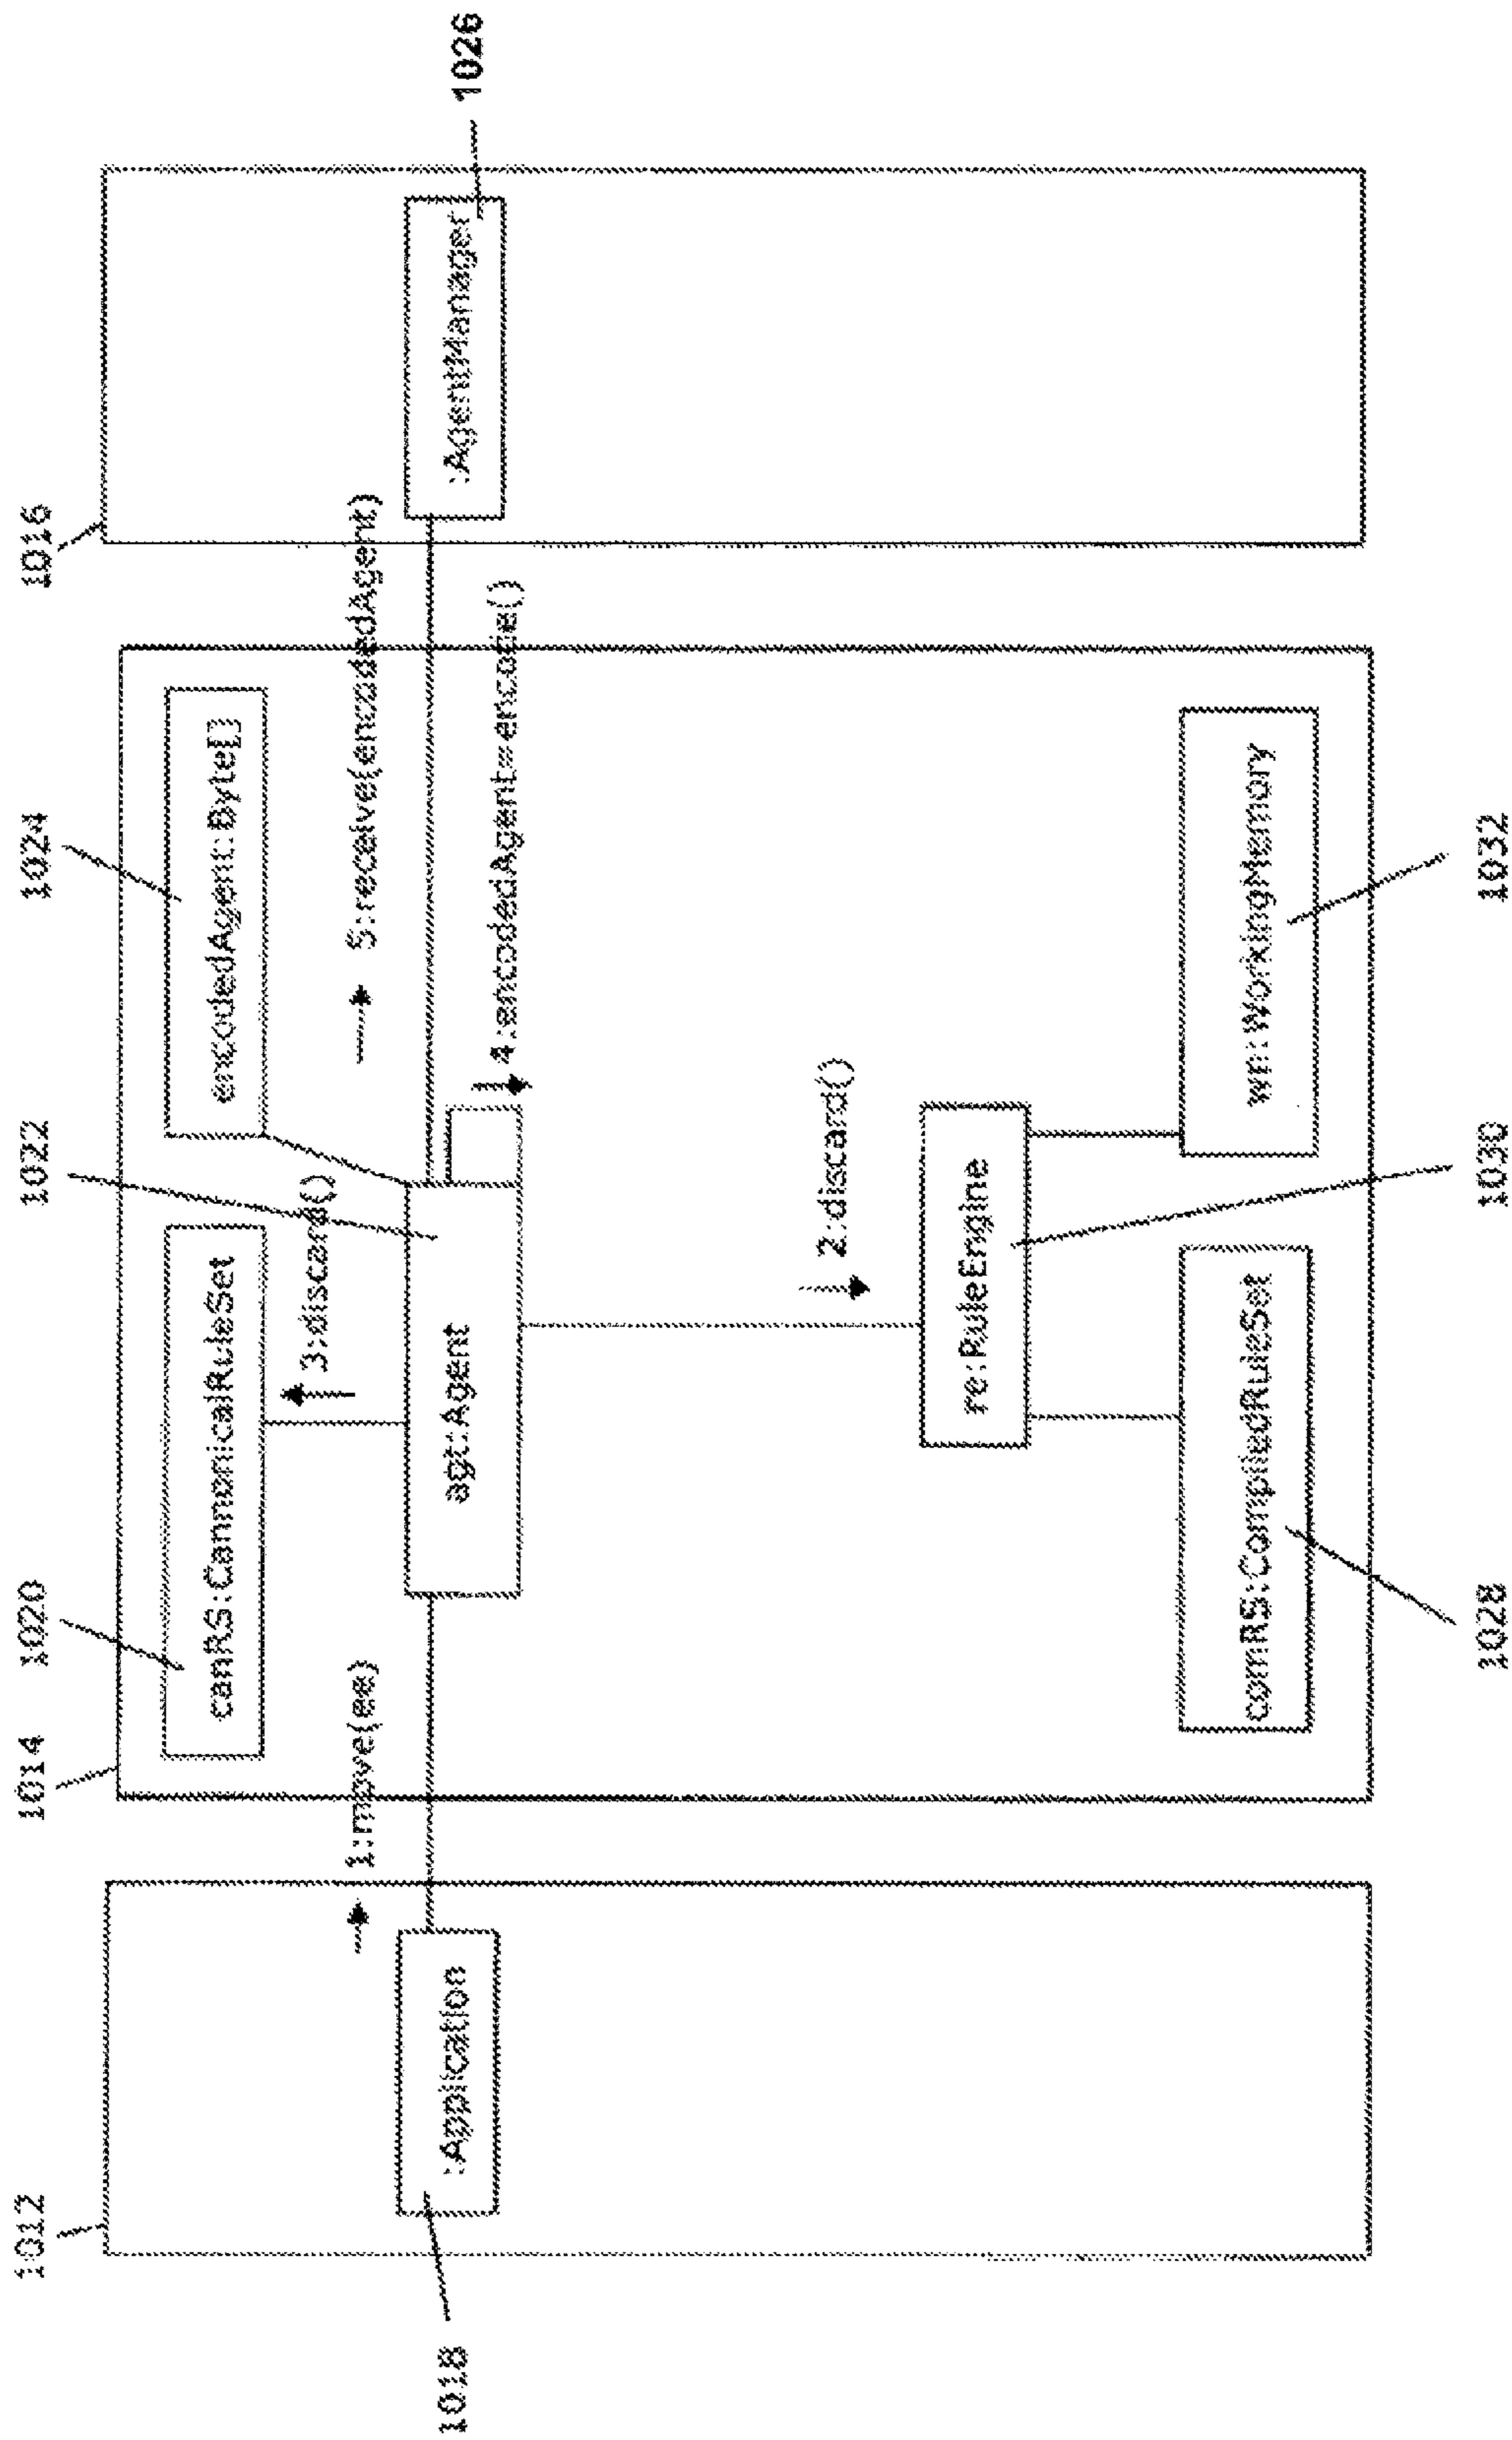 1012
1014
1020
1022
1024
1016
canRS:CannonicalRuleSet
encodedAgent:Byte[]
3:discard()
1:move(ee)
5:receive(encodedAgent)
:Application
agt:Agent
:AgentManager
1018
1026
4:encodedAgent=encode()
2:discard()
re:RuleEngine
comRS:CompiledRuleSet
wm:WorkingMemory
1028
1030
1032